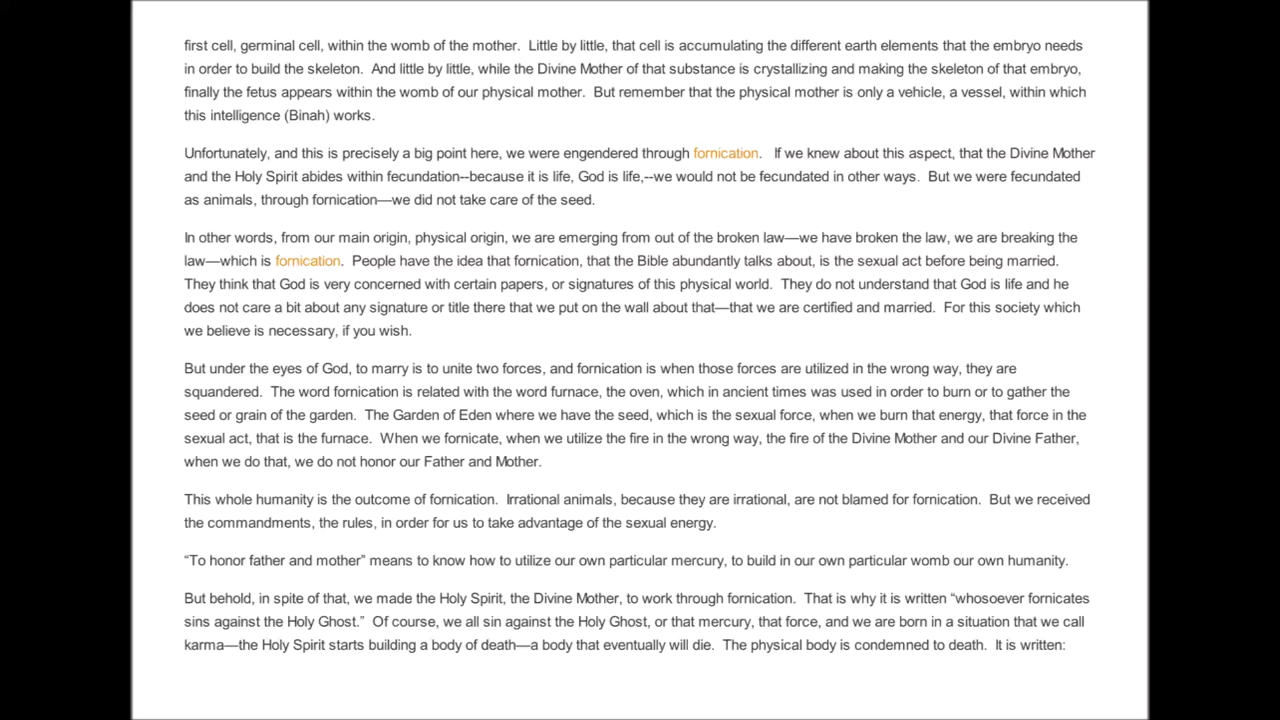 first cell, germinal cell, within the womb of the mother.  Little by little, that cell is accumulating the different earth elements that the embryo needs
in order to build the skeleton.  And little by little, while the Divine Mother of that substance is crystallizing and making the skeleton of that embryo,
finally the fetus appears within the womb of our physical mother.  But remember that the physical mother is only a vehicle, a vessel, within which
this intelligence (Binah) works.
Unfortunately, and this is precisely a big point here, we were engendered through fornication.   If we knew about this aspect, that the Divine Mother
and the Holy Spirit abides within fecundation--because it is life, God is life,--we would not be fecundated in other ways.  But we were fecundated
as animals, through fornication—we did not take care of the seed.
In other words, from our main origin, physical origin, we are emerging from out of the broken law—we have broken the law, we are breaking the
law—which is fornication.  People have the idea that fornication, that the Bible abundantly talks about, is the sexual act before being married.
They think that God is very concerned with certain papers, or signatures of this physical world.  They do not understand that God is life and he
does not care a bit about any signature or title there that we put on the wall about that—that we are certified and married.  For this society which
we believe is necessary, if you wish.
But under the eyes of God, to marry is to unite two forces, and fornication is when those forces are utilized in the wrong way, they are
squandered.  The word fornication is related with the word furnace, the oven, which in ancient times was used in order to burn or to gather the
seed or grain of the garden.  The Garden of Eden where we have the seed, which is the sexual force, when we burn that energy, that force in the
sexual act, that is the furnace.  When we fornicate, when we utilize the fire in the wrong way, the fire of the Divine Mother and our Divine Father,
when we do that, we do not honor our Father and Mother.
This whole humanity is the outcome of fornication.  Irrational animals, because they are irrational, are not blamed for fornication.  But we received
the commandments, the rules, in order for us to take advantage of the sexual energy.
“To honor father and mother” means to know how to utilize our own particular mercury, to build in our own particular womb our own humanity.
But behold, in spite of that, we made the Holy Spirit, the Divine Mother, to work through fornication.  That is why it is written “whosoever fornicates
sins against the Holy Ghost.”  Of course, we all sin against the Holy Ghost, or that mercury, that force, and we are born in a situation that we call
karma—the Holy Spirit starts building a body of death—a body that eventually will die.  The physical body is condemned to death.  It is written: